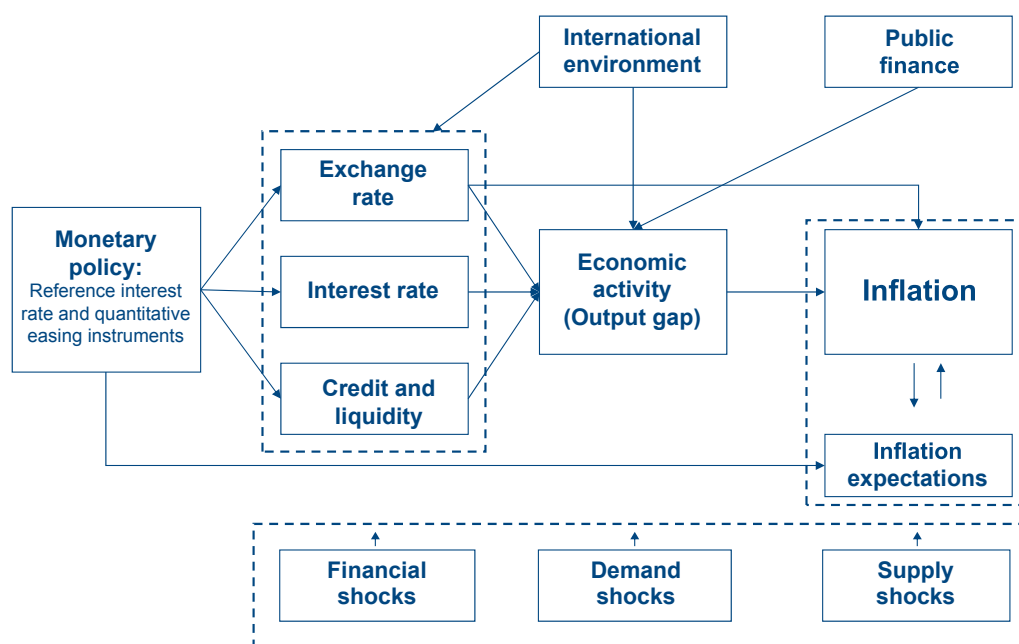 International
environment
Public
finance
Exchange
rate
Monetary
policy:
Reference interest
rate and quantitative
easing instruments
Interest rate
Economic
activity
(Output gap)
Inflation
Credit and
liquidity
Inflation
expectations
Financial
shocks
Demand
shocks
Supply
shocks